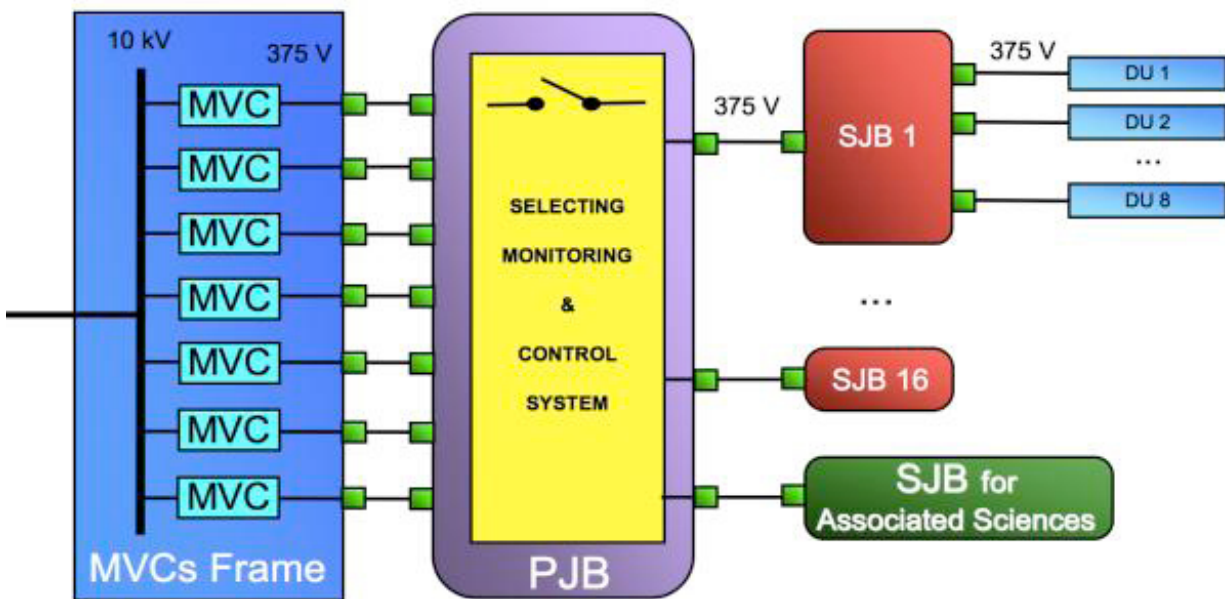 10 kV
375 V
MVC
MVC
MVC
MVC
MVC
MVC
MVC
MVCs Frame
SELECTING
MONITORING
&
CONTROL
SYSTEM
PJB
375 V
SJB 1
375 V
DU 1
DU 2
...
DU 8
...
SJB 16
SJB for
Associated Sciences